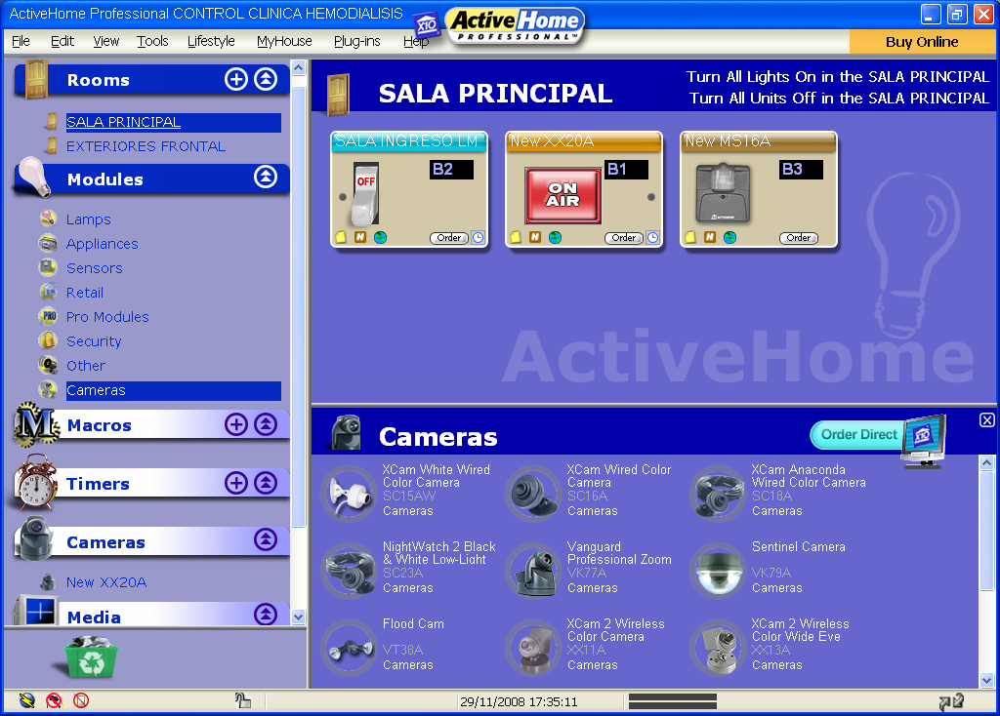 ActiveHome Professional CONTROL CLINICA HEMODIALISIS
X10 ActiveHome
PROFESSIONAL™
File Edit View Tools Lifestyle MyHouse Plug-ins Help
Buy Online
Rooms
SALA PRINCIPAL
EXTERIORES FRONTAL
Modules
Lamps
Appliances
Sensors
Retail
PRO Pro Modules
Security
Other
Cameras
M Macros
Timers
Cameras
New XX20A
Media
SALA PRINCIPAL
Turn All Lights On in the SALA PRINCIPAL
Turn All Units Off in the SALA PRINCIPAL
SALA INGRESO LM
OFF
B2
Order
New XX20A
ON
AIR
B1
Order
New MS16A
B3
Order
ActiveHome
Cameras
Order Direct
X10
XCam White Wired
Color Camera
SC15AW
Cameras
XCam Wired Color
Camera
SC16A
Cameras
XCam Anaconda
Wired Color Camera
SC18A
Cameras
NightWatch 2 Black
& White Low-Light
SC23A
Cameras
Vanguard
Professional Zoom
VK77A
Cameras
Sentinel Camera
VK79A
Cameras
Flood Cam
VT38A
Cameras
XCam 2 Wireless
Color Camera
XX11A
Cameras
XCam 2 Wireless
Color Wide Eye
XX13A
Cameras
29/11/2008 17:35:11